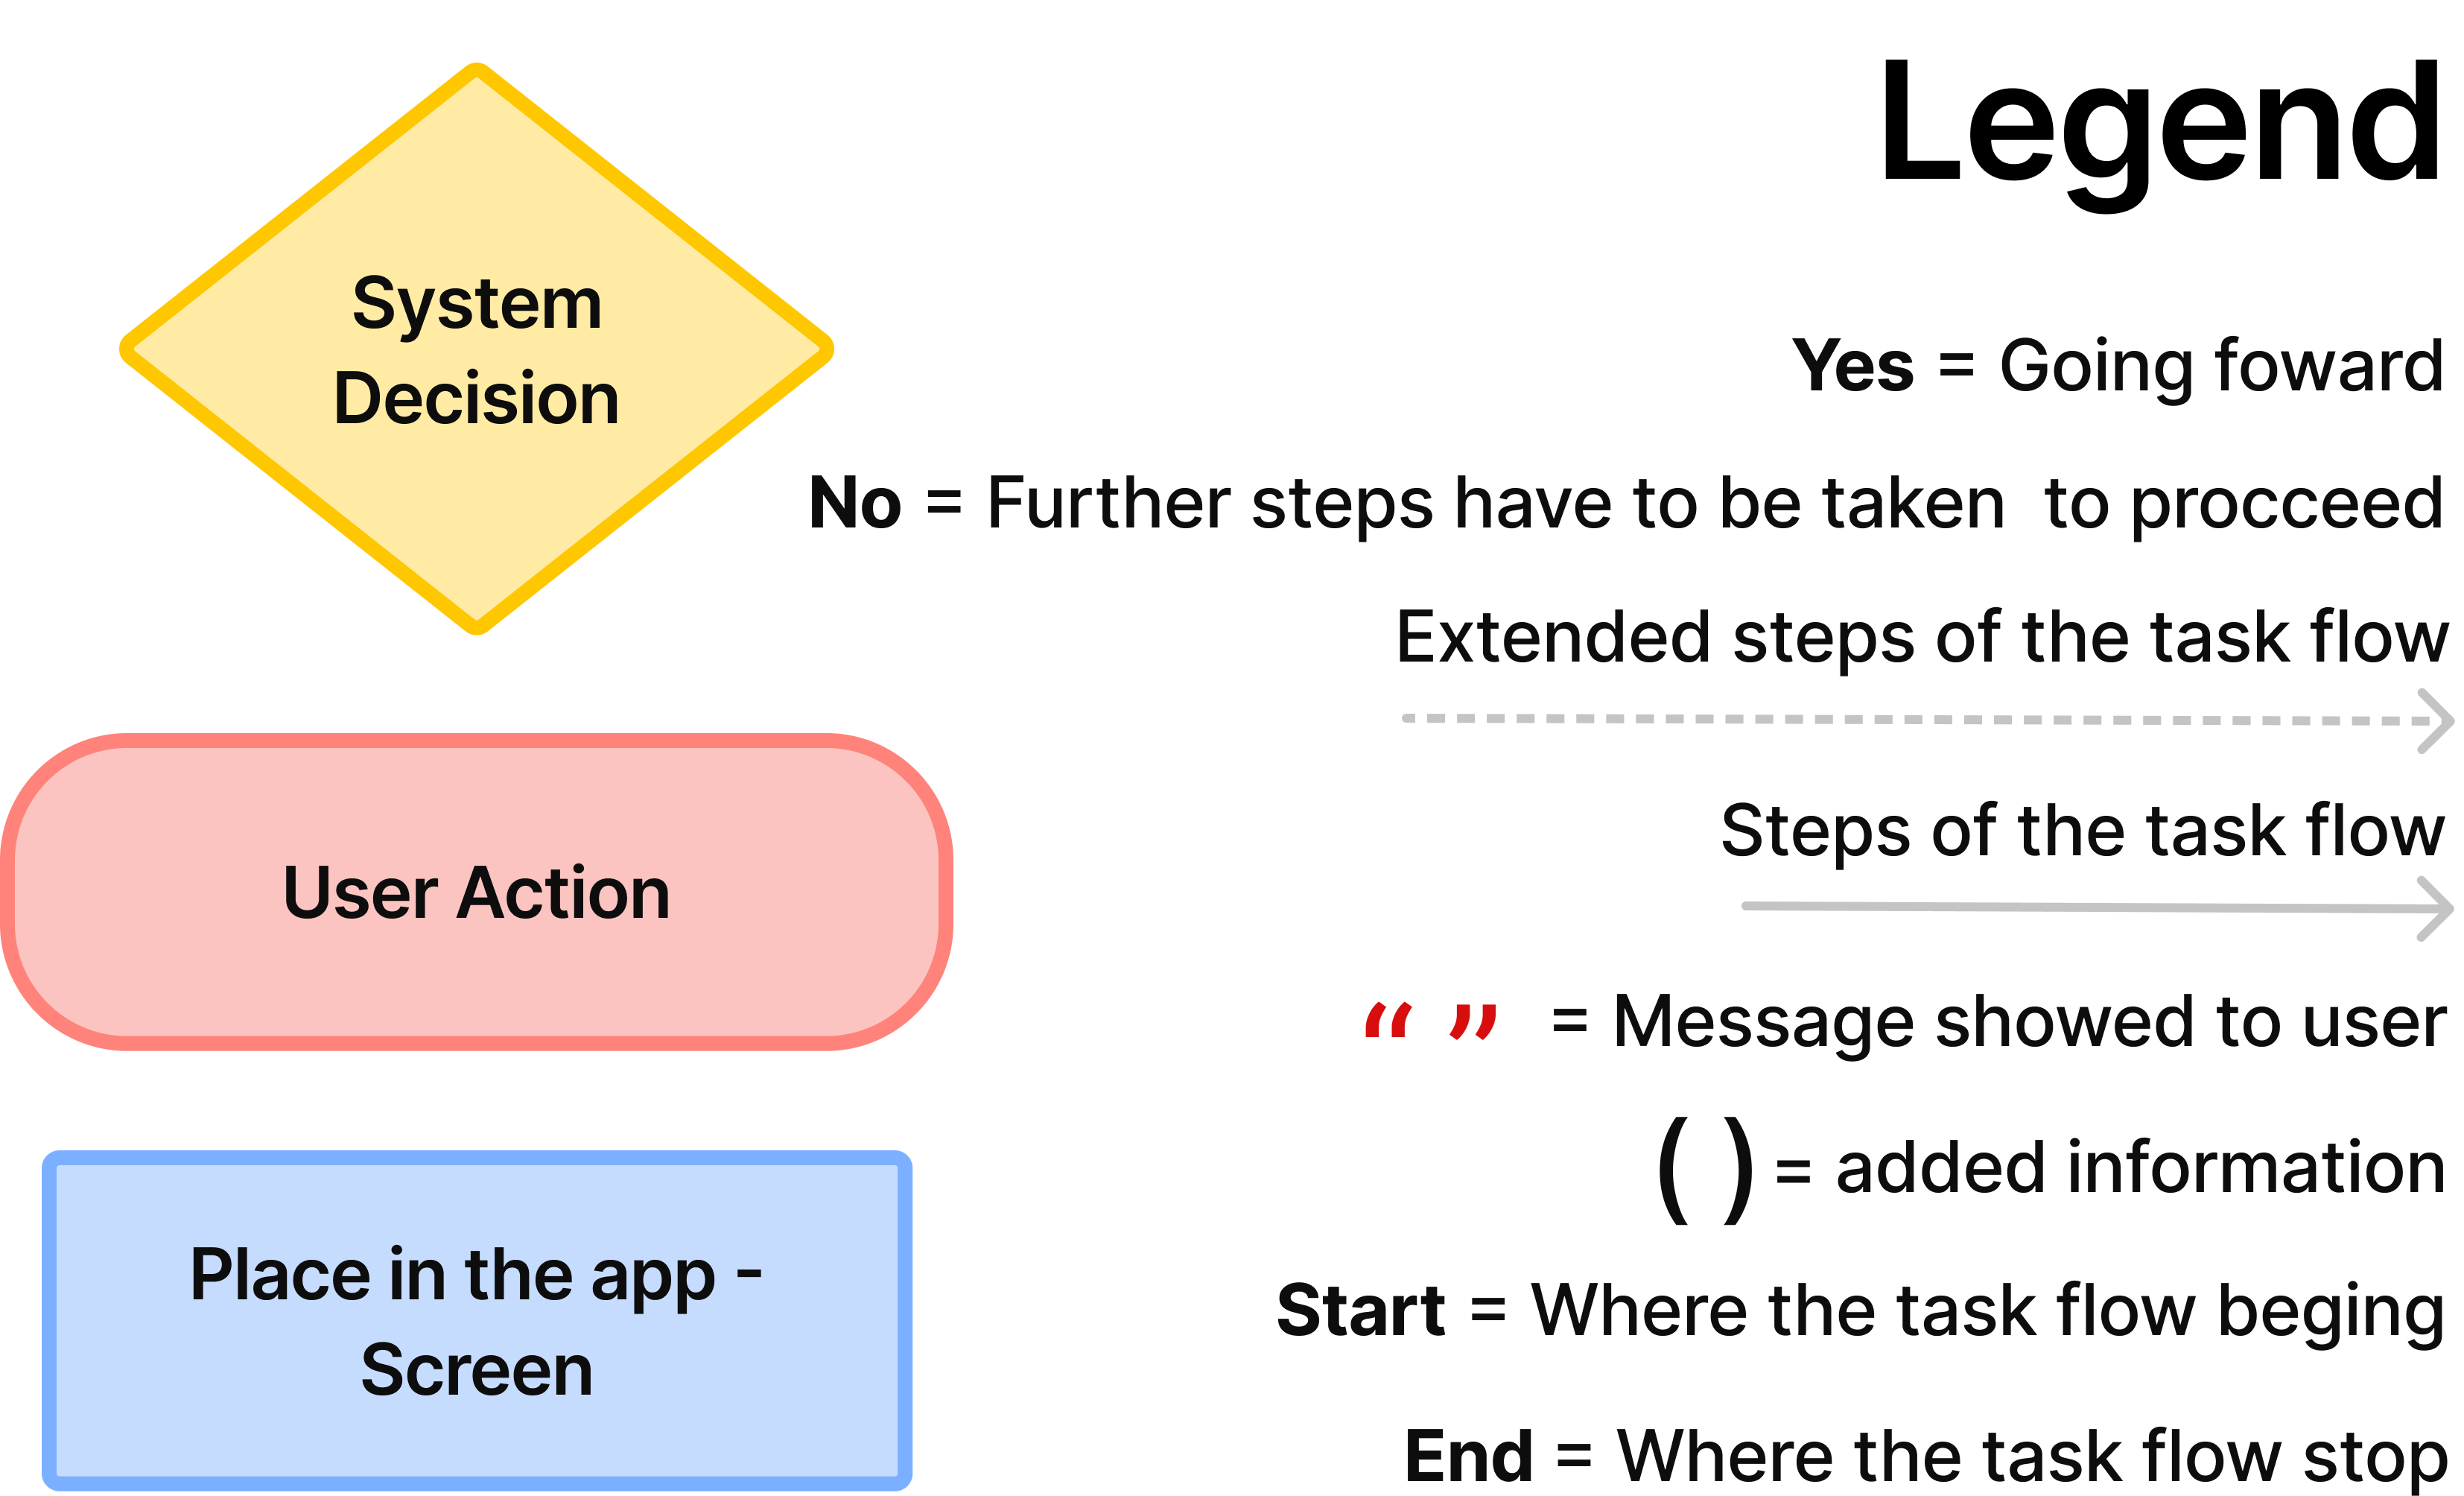 Legend
System
Decision
Yes = Going foward
No = Further steps have to be taken  to procceed
Extended steps of the task flow
User Action
Steps of the task flow
“ ” = Message showed to user
( ) = added information
Place in the app -
Screen
Start = Where the task flow beging
End = Where the task flow stop